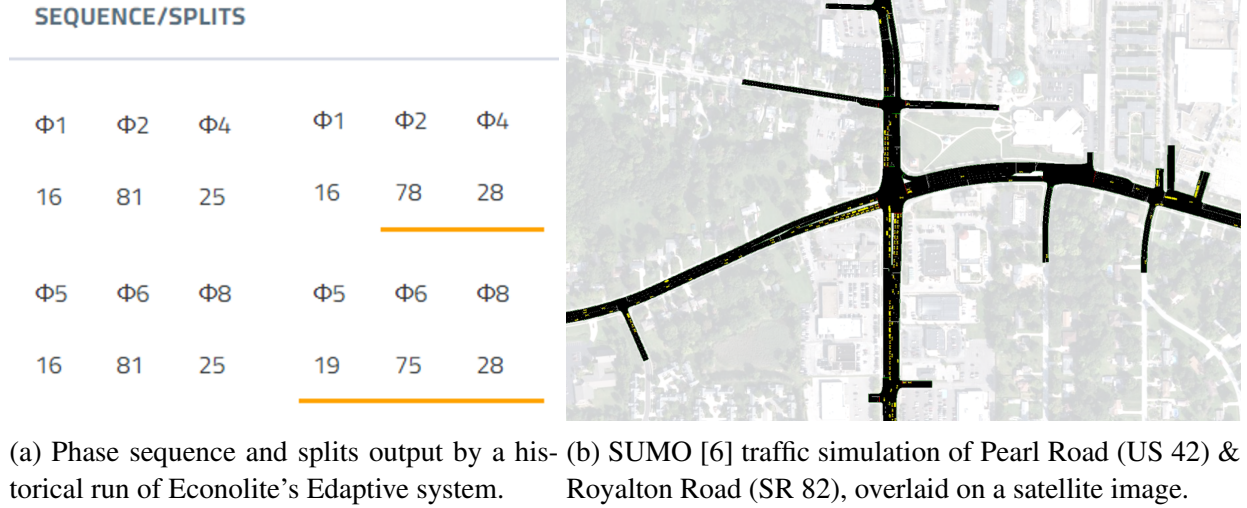 SEQUENCE/SPLITS
Φ1 Φ2 Φ4 Φ1 Φ2 Φ4
16 81 25 16 78 28
Φ5 Φ6 Φ8 Φ5 Φ6 Φ8
16 81 25 19 75 28
(a) Phase sequence and splits output by a his-
torical run of Econolite's Edaptive system.
(b) SUMO [6] traffic simulation of Pearl Road (US 42) &
Royalton Road (SR 82), overlaid on a satellite image.